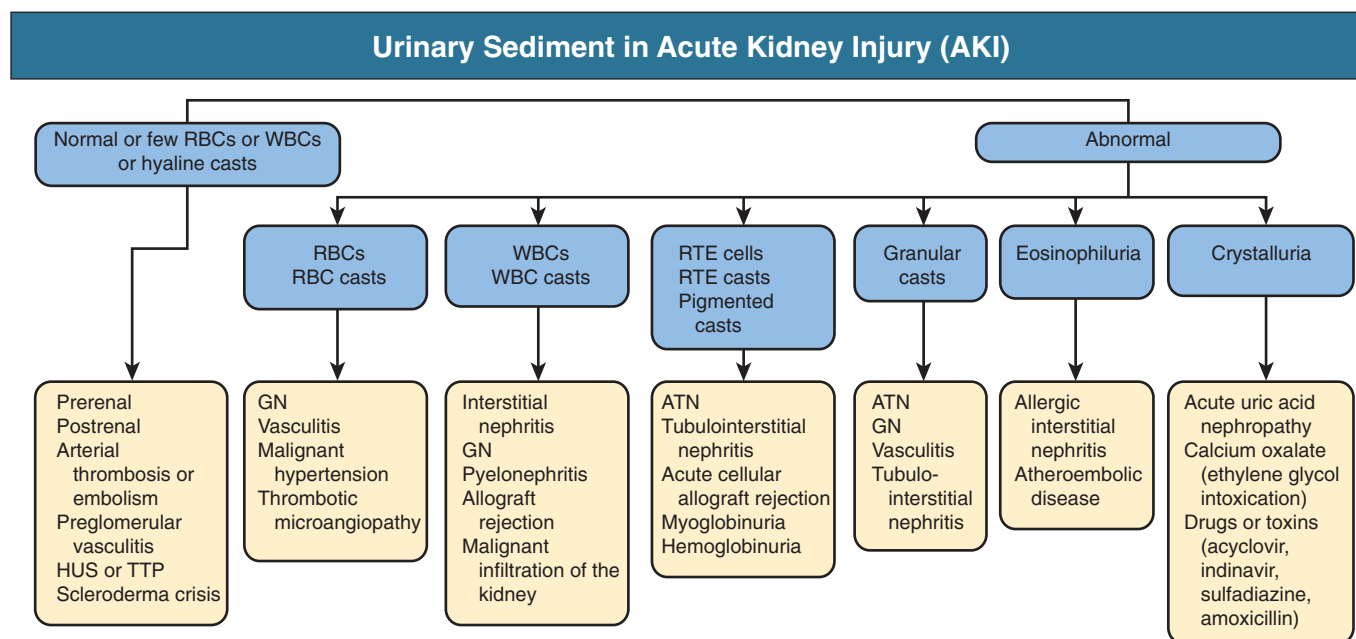 Urinary Sediment in Acute Kidney Injury (AKI)
Normal or few RBCs or WBCs
or hyaline casts
Abnormal
RBCs
RBC casts
WBCs
WBC casts
RTE cells
RTE casts
Pigmented
casts
Granular
casts
Eosinophiluria
Crystalluria
Prerenal
Postrenal
Arterial
thrombosis or
embolism
Preglomerular
vasculitis
HUS or TTP
Scleroderma crisis
GN
Vasculitis
Malignant
hypertension
Thrombotic
microangiopathy
Interstitial
nephritis
GN
Pyelonephritis
Allograft
rejection
Malignant
infiltration of the
kidney
ATN
Tubulointerstitial
nephritis
Acute cellular
allograft rejection
Myoglobinuria
Hemoglobinuria
ATN
GN
Vasculitis
Tubulo-
interstitial
nephritis
Allergic
interstitial
nephritis
Atheroembolic
disease
Acute uric acid
nephropathy
Calcium oxalate
(ethylene glycol
intoxication)
Drugs or toxins
(acyclovir,
indinavir,
sulfadiazine,
amoxicillin)